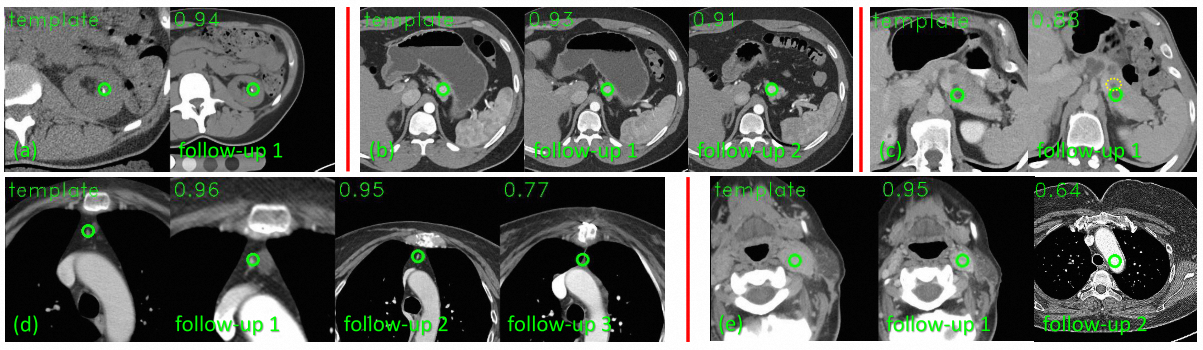 template 0.94
(a) follow-up 1
template 0.93 0.91
(b) follow-up 1 follow-up 2
template 0.88
(c) follow-up 1
template 0.96 0.95 0.77
(d) follow-up 1 follow-up 2 follow-up 3
template 0.95 0.64
(e) follow-up 1 follow-up 2